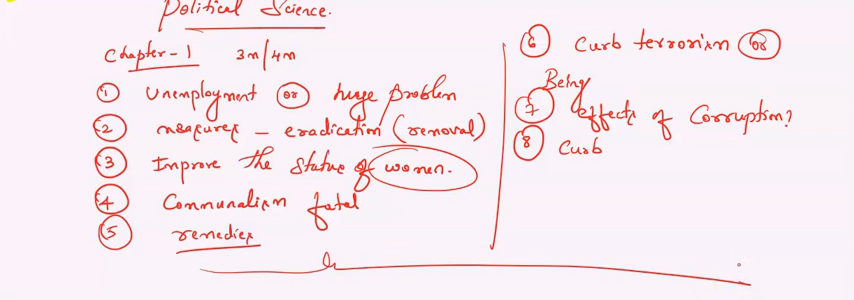 Political Science.
Chapter-1 3m/4m
① Unemployment (or) huge problem
② measures - eradication (removal)
③ Improve the status of women.
④ Communalism fatal
⑤ remedies
⑥ Curb terrorism (or)
Being
⑦ effects of Corruption?
⑧ Curb